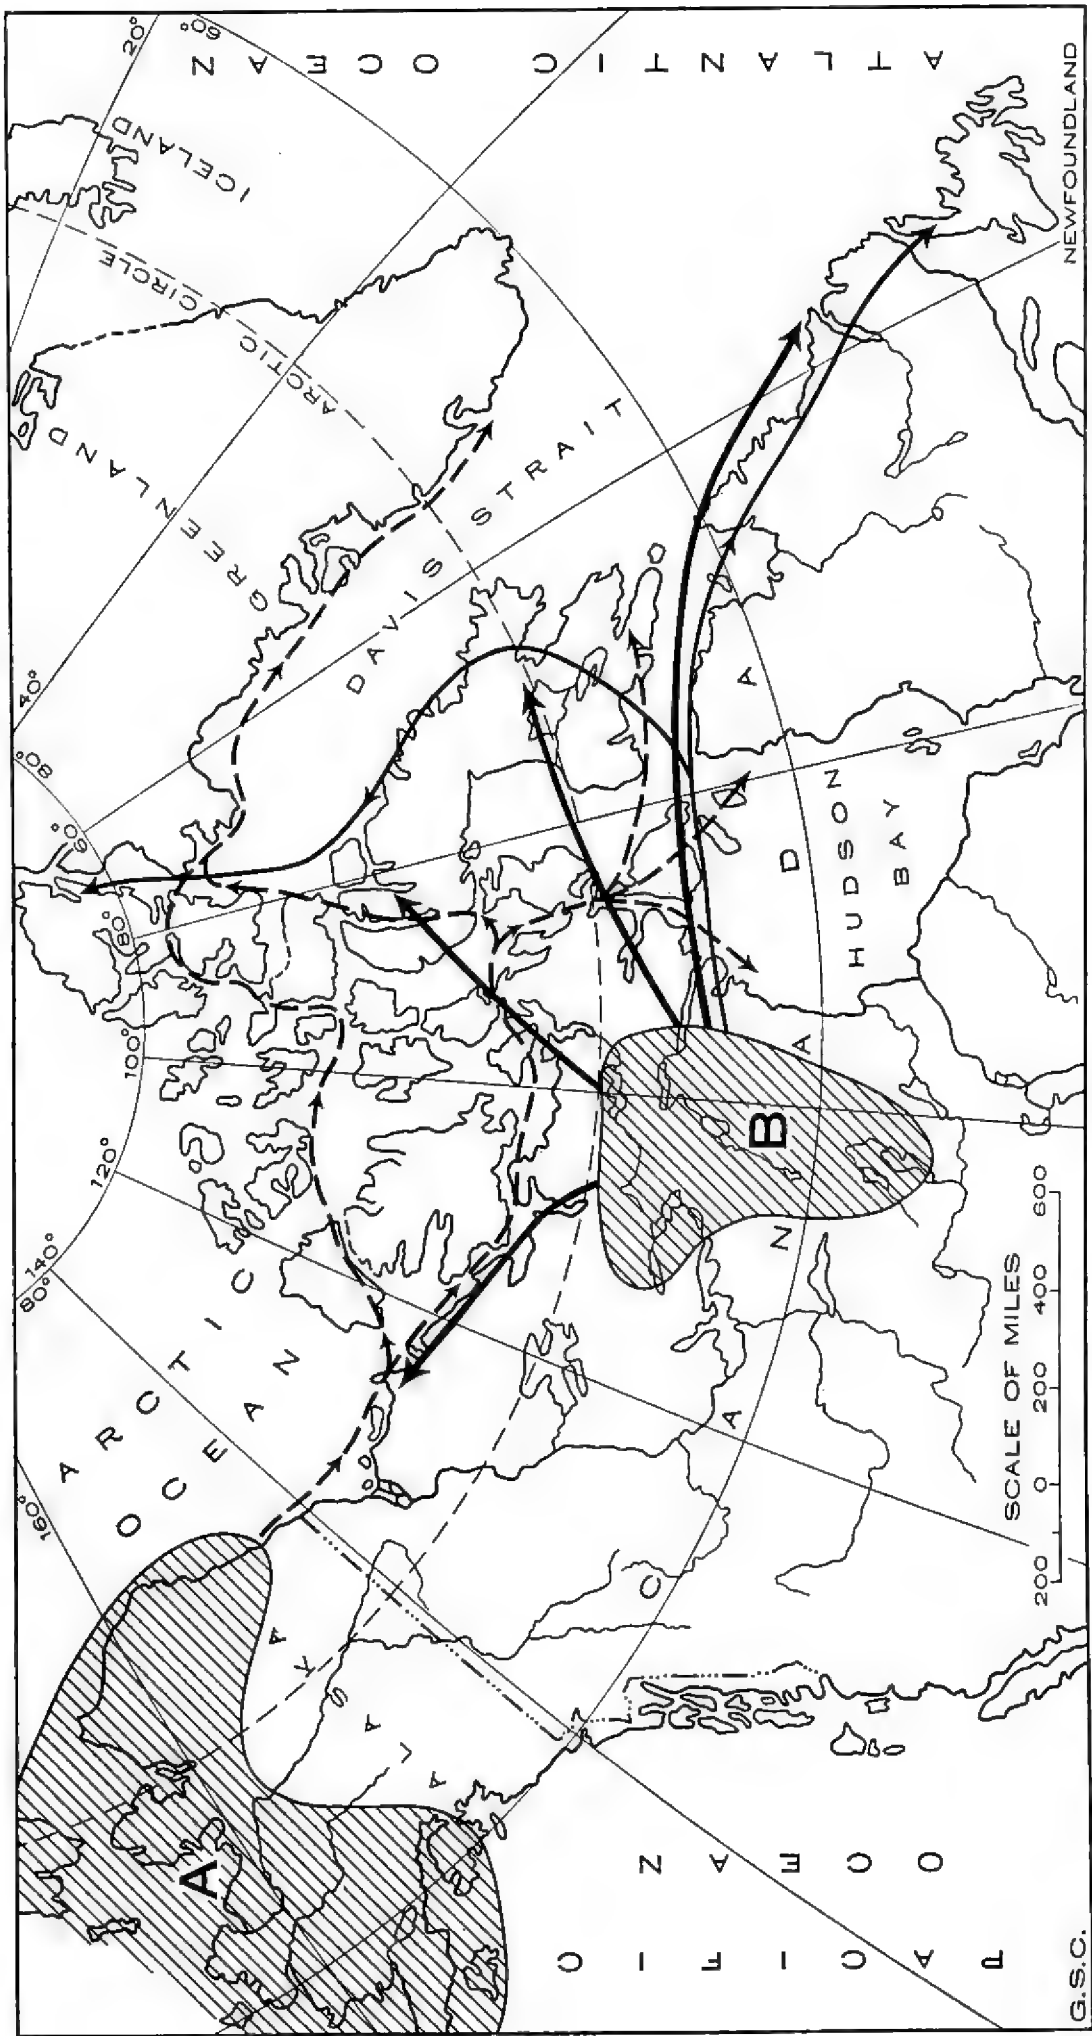 160°
140°
80°
120°
100°
80°
60°
80°
40°
20°
60°
ARCTIC
OCEAN
GREENLAND
ICELAND
ARCTIC CIRCLE
DAVIS STRAIT
ATLANTIC OCEAN
A
ALASKA
B
CANADA
HUDSON
BAY
PACIFIC
OCEAN
SCALE OF MILES
200 0 200 400 600
NEWFOUNDLAND
G.S.C.